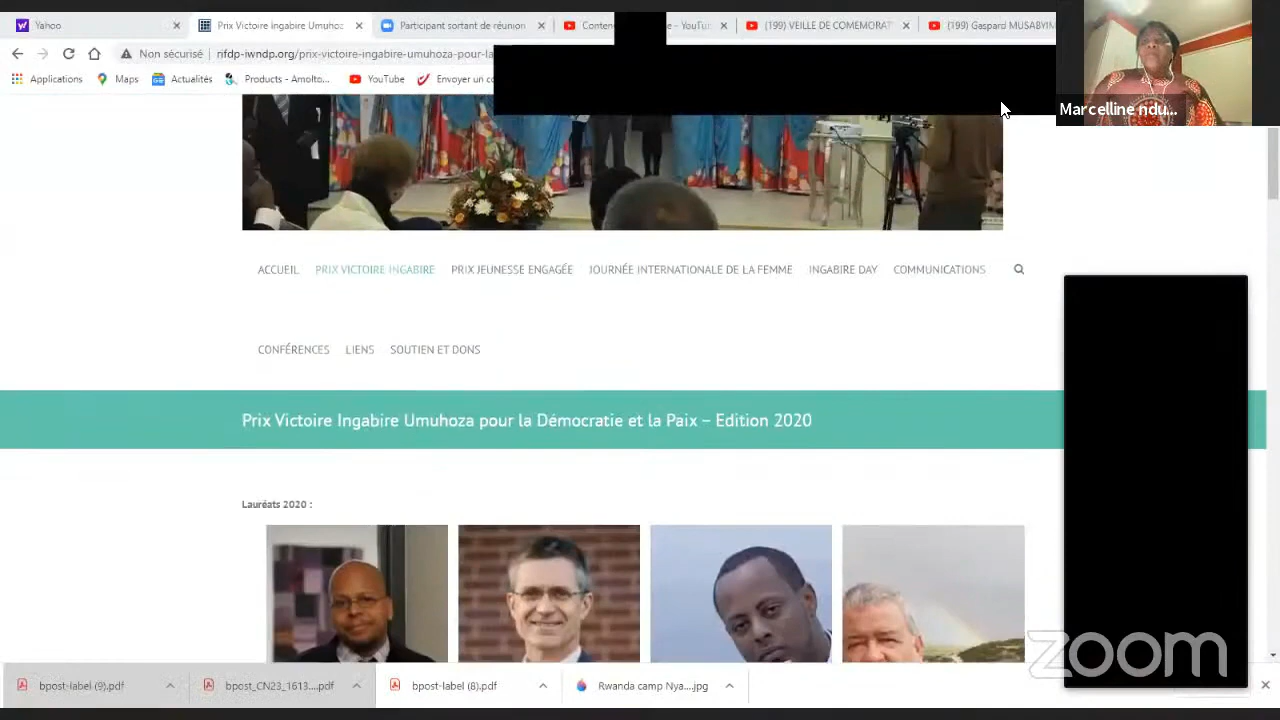 Yahoo
Prix Victoire Ingabire Umuhoz
Participant sortant de réunion
YouTu
(199) VEILLE DE COMEMORAT
(199) Gaspard MUSABYIM
Non sécurisé
rifdp-iwndp.org/prix-victoire-ingabire-umuhoza-pour-la
Applications
Maps
Actualités
Products - Amolto...
YouTube
Envoyer un co
Marcelline ndu...
ACCUEIL
PRIX VICTOIRE INGABIRE
PRIX JEUNESSE ENGAGÉE
JOURNÉE INTERNATIONALE DE LA FEMME
INGABIRE DAY
COMMUNICATIONS
CONFÉRENCES
LIENS
SOUTIEN ET DONS
Prix Victoire Ingabire Umuhoza pour la Démocratie et la Paix – Edition 2020
Lauréats 2020 :
zoom
bpost-label (9).pdf
bpost_CN23_1613....pdf
bpost-label (8).pdf
Rwanda camp Nya....jpg